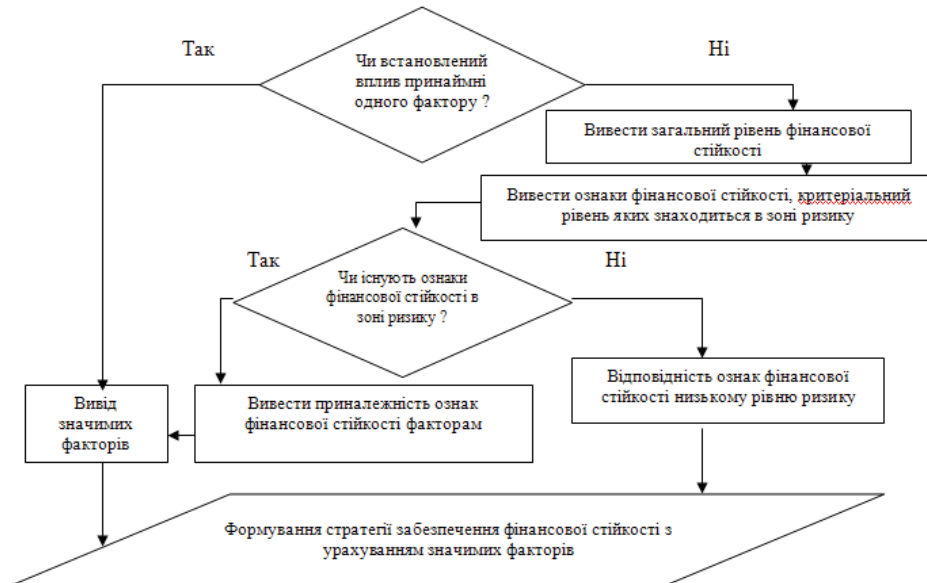 Так
Ні
Чи встановлений
вплив принаймні
одного фактору ?
Вивести загальний рівень фінансової
стійкості
Вивести ознаки фінансової стійкості, критеріальний
рівень яких знаходиться в зоні ризику
Так
Ні
Чи існують ознаки
фінансової стійкості в
зоні ризику ?
Вивід
значимих
факторів
Вивести приналежність ознак
фінансової стійкості факторам
Відповідність ознак фінансової
стійкості низькому рівню ризику
Формування стратегії забезпечення фінансової стійкості з
урахуванням значимих факторів